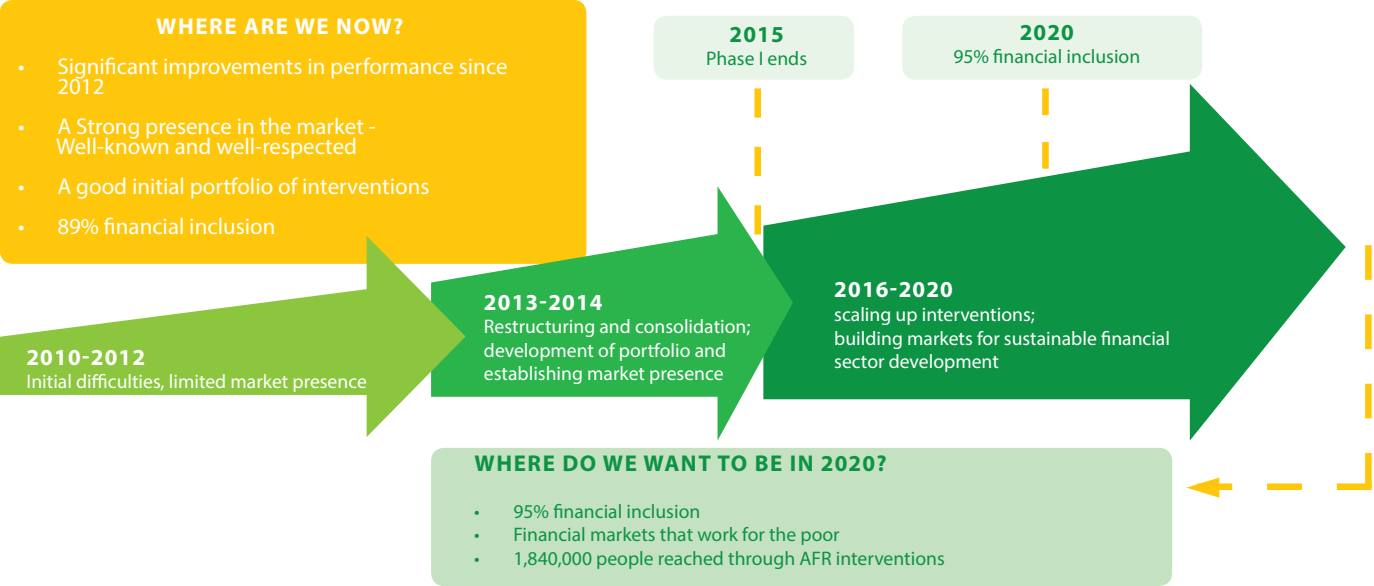 WHERE ARE WE NOW?
• Significant improvements in performance since
2012
• A Strong presence in the market -
Well-known and well-respected
• A good initial portfolio of interventions
• 89% financial inclusion
2015
Phase I ends
2020
95% financial inclusion
2010-2012
Initial difficulties, limited market presence
2013-2014
Restructuring and consolidation;
development of portfolio and
establishing market presence
2016-2020
scaling up interventions;
building markets for sustainable financial
sector development
WHERE DO WE WANT TO BE IN 2020?
• 95% financial inclusion
• Financial markets that work for the poor
• 1,840,000 people reached through AFR interventions